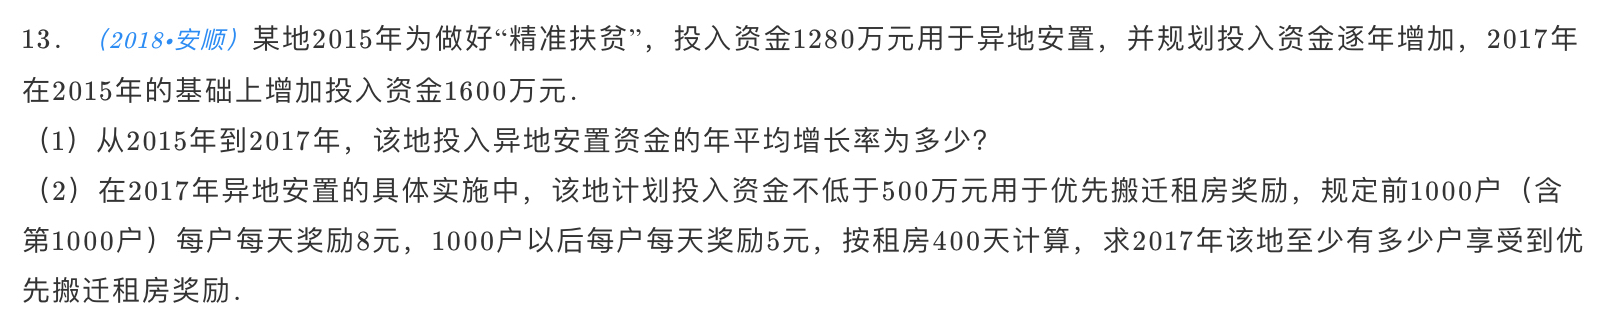 13. （2018•安顺）某地2015年为做好“精准扶贫”，投入资金1280万元用于异地安置，并规划投入资金逐年增加，2017年
在2015年的基础上增加投入资金1600万元.
（1）从2015年到2017年，该地投入异地安置资金的年平均增长率为多少？
（2）在2017年异地安置的具体实施中，该地计划投入资金不低于500万元用于优先搬迁租房奖励，规定前1000户（含
第1000户）每户每天奖励8元，1000户以后每户每天奖励5元，按租房400天计算，求2017年该地至少有多少户享受到优
先搬迁租房奖励.